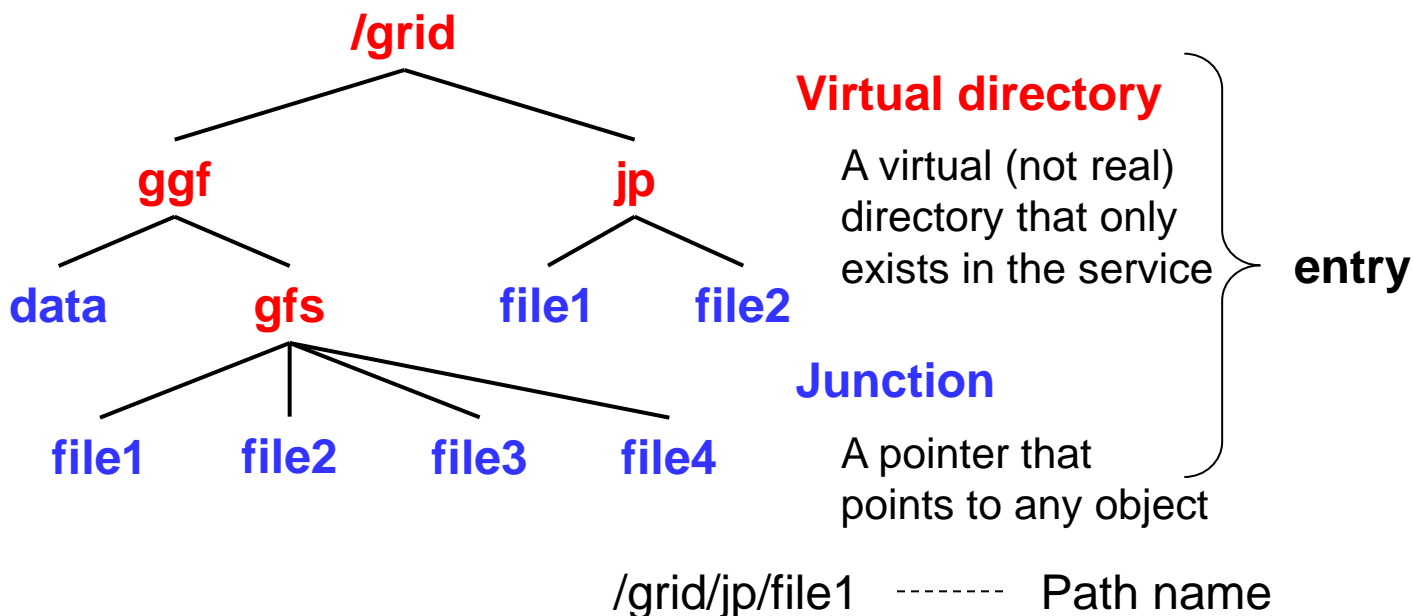 /grid
Virtual directory
ggf jp
A virtual (not real)
directory that only
exists in the service
entry
data gfs file1 file2
Junction
file1 file2 file3 file4
A pointer that
points to any object
/grid/jp/file1 ------- Path name